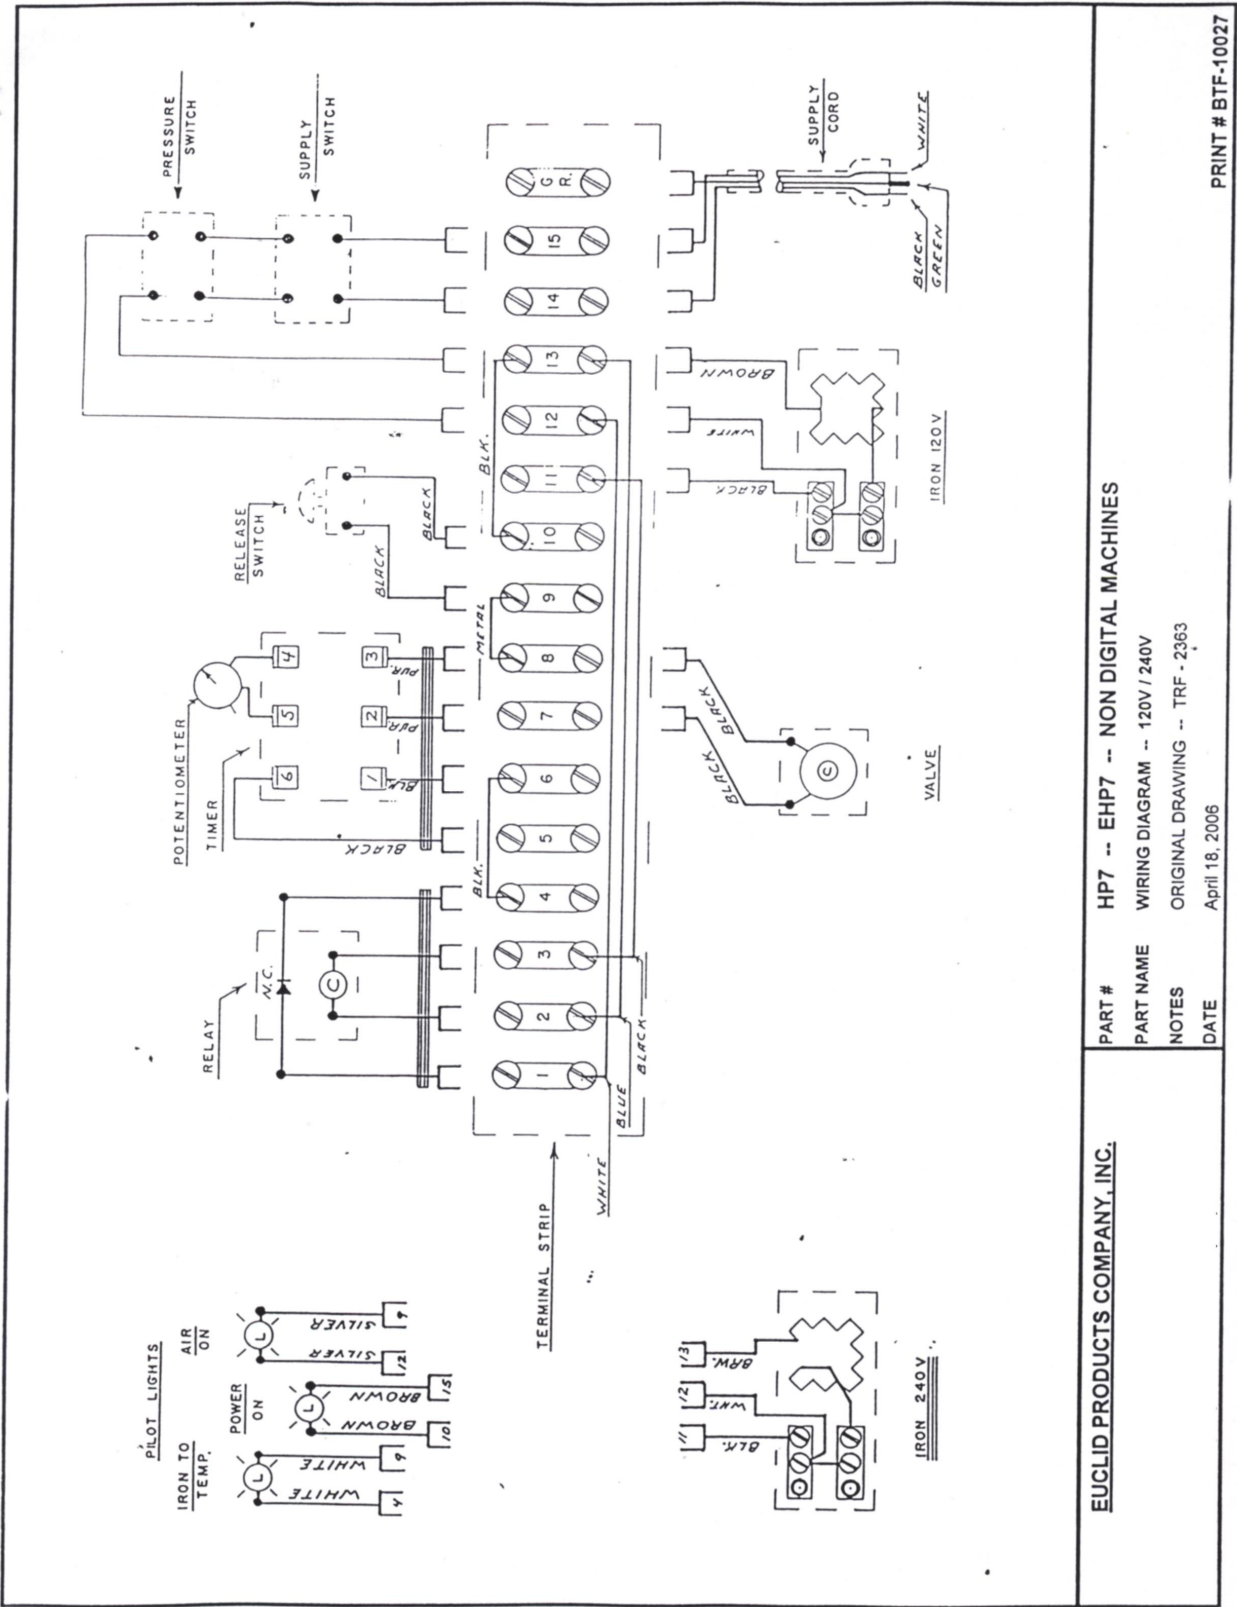 PILOT LIGHTS
IRON TO
TEMP.
POWER
ON
AIR
ON
L
L
L
WHITE
WHITE
BROWN
BROWN
SILVER
SILVER
4
9
10
15
12
9
RELAY
N.C.
C
POTENTIOMETER
TIMER
6
5
4
1
2
3
BLACK
BLK.
PUR.
PUR.
RELEASE
SWITCH
BLACK
BLACK
PRESSURE
SWITCH
SUPPLY
SWITCH
BLK.
METAL
BLK.
1
2
3
4
5
6
7
8
9
10
11
12
13
14
15
G R.
TERMINAL STRIP
WHITE
BLUE
BLACK
BLACK
BLACK
C
VALVE
BLACK
WHITE
BROWN
IRON 120V
SUPPLY
CORD
BLACK
GREEN
WHITE
11
12
13
BLK.
WHT.
BRW.
IRON 240V
EUCLID PRODUCTS COMPANY, INC.
PART # HP7 -- EHP7 -- NON DIGITAL MACHINES
PART NAME WIRING DIAGRAM -- 120V / 240V
NOTES ORIGINAL DRAWING -- TRF - 2363
DATE April 18, 2006
PRINT # BTF-10027